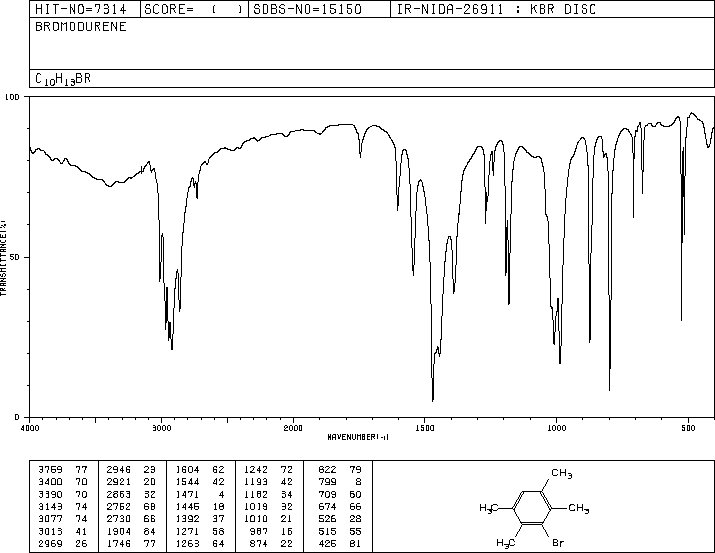 HIT-NO=7314 SCORE= ( ) SDBS-NO=15150 IR-NIDA-26911 : KBR DISC
BROMODURENE
C10H13BR
100
50
0
TRANSMITTANCE(%)
4000 3000 2000 1500 1000 500
WAVENUMBER(-1)
3769 77 2946 23 1604 62 1242 72 822 79
3400 70 2921 20 1544 42 1193 42 799 8
3390 70 2863 32 1471 4 1182 34 709 60
3143 74 2752 68 1445 18 1019 32 674 66
3077 74 2730 66 1392 37 1010 21 526 28
3013 41 1904 84 1271 58 987 16 515 55
2969 26 1746 77 1263 64 874 22 426 81
CH3
H3C CH3
H3C Br